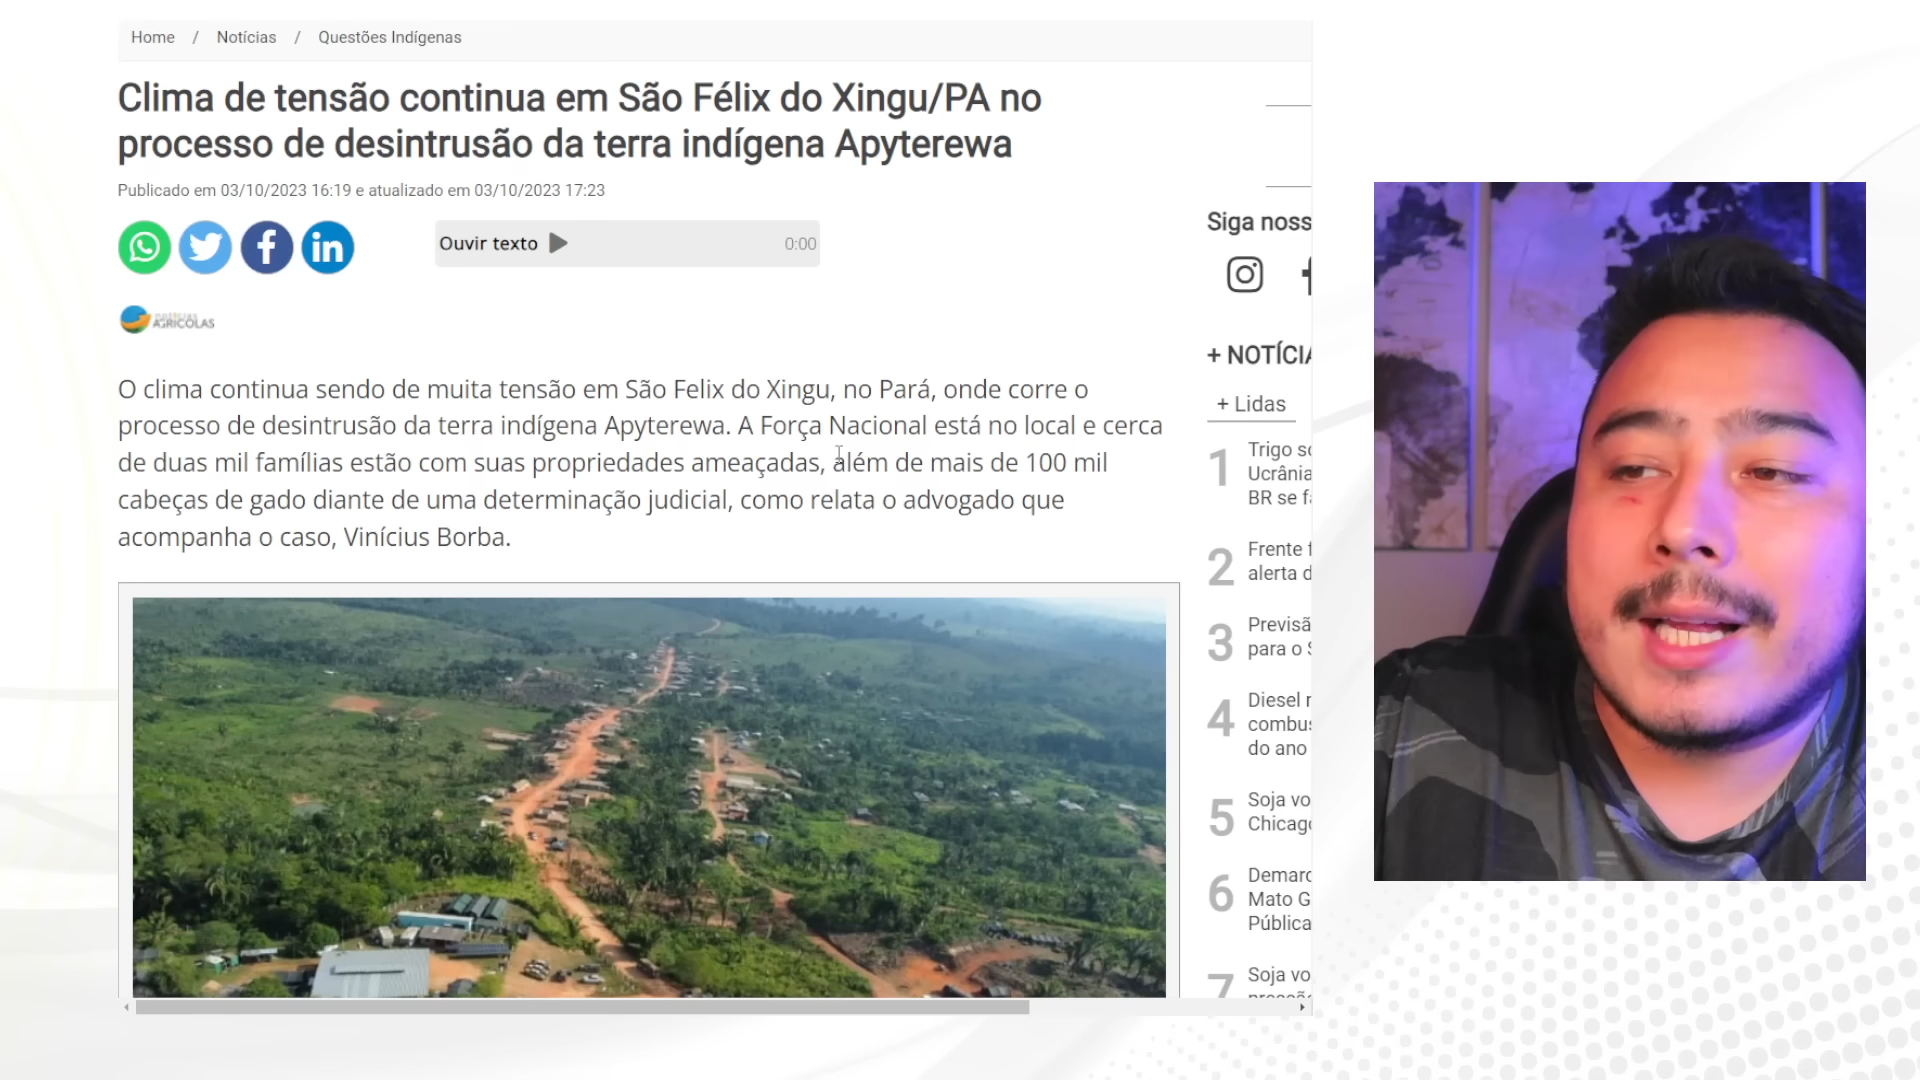 Home / Notícias / Questões Indígenas
Clima de tensão continua em São Félix do Xingu/PA no
processo de desintrusão da terra indígena Apyterewa
Publicado em 03/10/2023 16:19 e atualizado em 03/10/2023 17:23
Ouvir texto 0:00
NOTÍCIAS
AGRÍCOLAS
O clima continua sendo de muita tensão em São Felix do Xingu, no Pará, onde corre o
processo de desintrusão da terra indígena Apyterewa. A Força Nacional está no local e cerca
de duas mil famílias estão com suas propriedades ameaçadas, além de mais de 100 mil
cabeças de gado diante de uma determinação judicial, como relata o advogado que
acompanha o caso, Vinícius Borba.
Siga noss
+ NOTÍCIA
+ Lidas
1 Trigo so
Ucrânia
BR se fa
2 Frente f
alerta d
3 Previsã
para o S
4 Diesel r
combus
do ano
5 Soja vo
Chicago
6 Demarc
Mato G
Pública
7 Soja vo